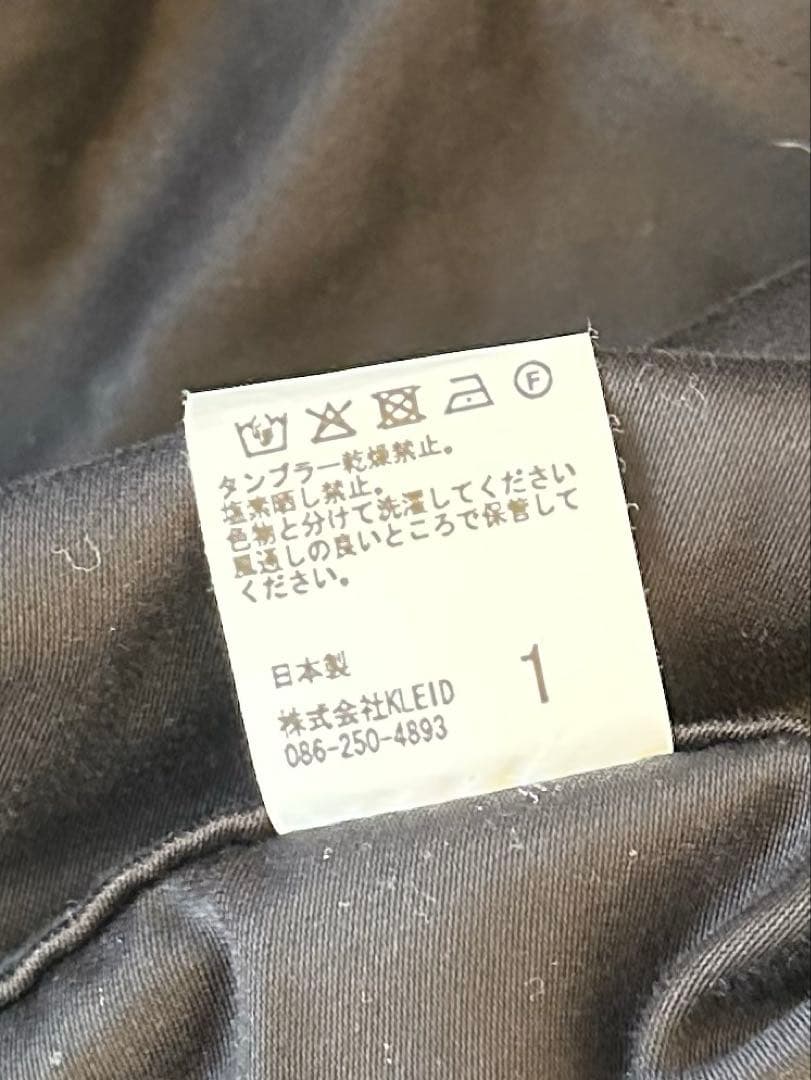 F
タンブラー乾燥禁止。
塩素晒し禁止。
色物と分けて洗濯してください
風通しの良いところで保管して
ください。
日本製
1
株式会社KLEID
086-250-4893